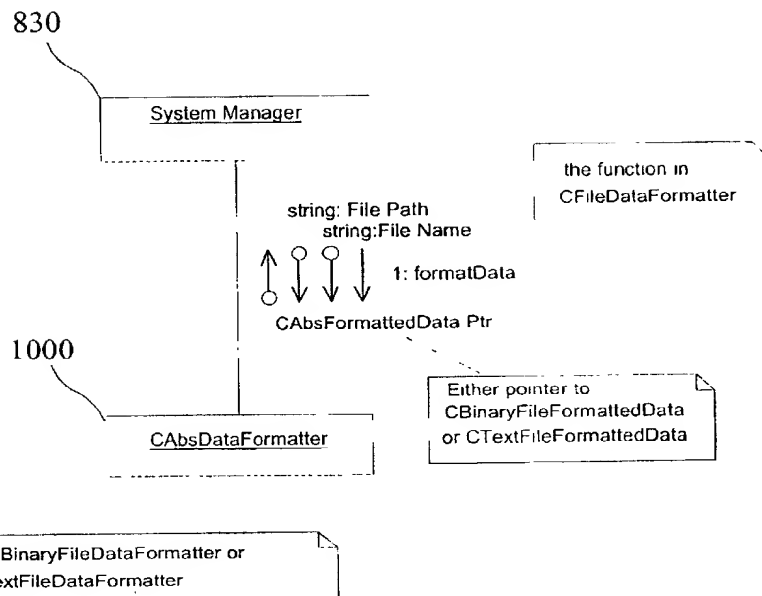 830
System Manager
the function in
CFileDataFormatter
string: File Path
string:File Name
1: formatData
CAbsFormattedData Ptr
1000
Either pointer to
CBinaryFileFormattedData
or CTextFileFormattedData
CAbsDataFormatter
BinaryFileDataFormatter or
extFileDataFormatter